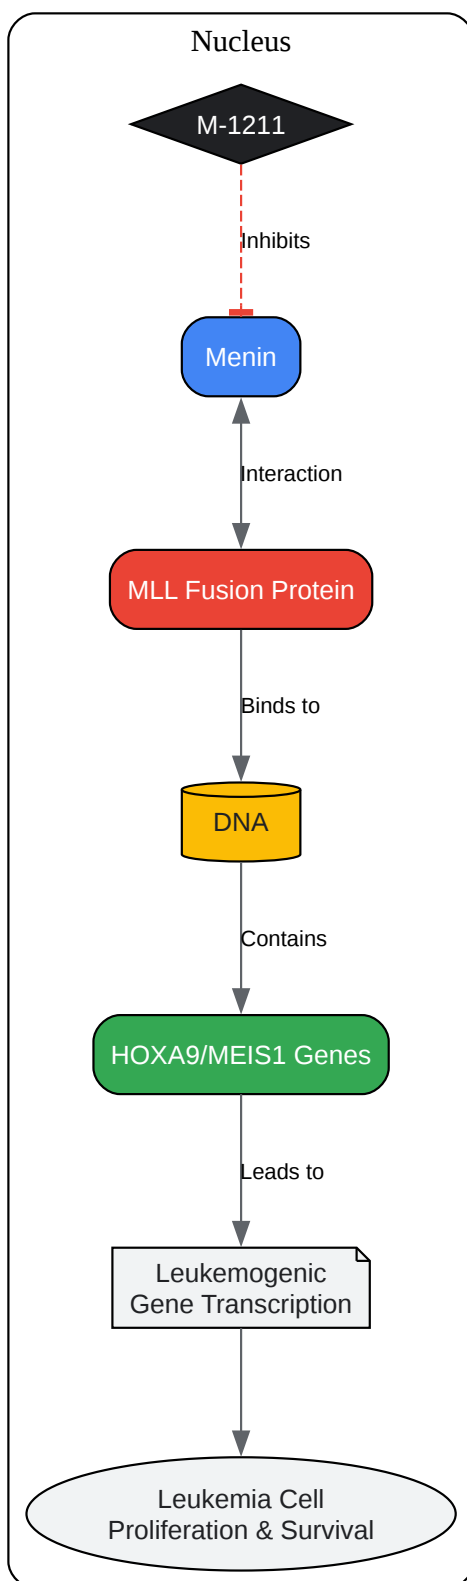 Nucleus
M-1211
Inhibits
Menin
Interaction
MLL Fusion Protein
Binds to
DNA
Contains
HOXA9/MEIS1 Genes
Leads to
Leukemogenic
Gene Transcription
Leukemia Cell
Proliferation & Survival